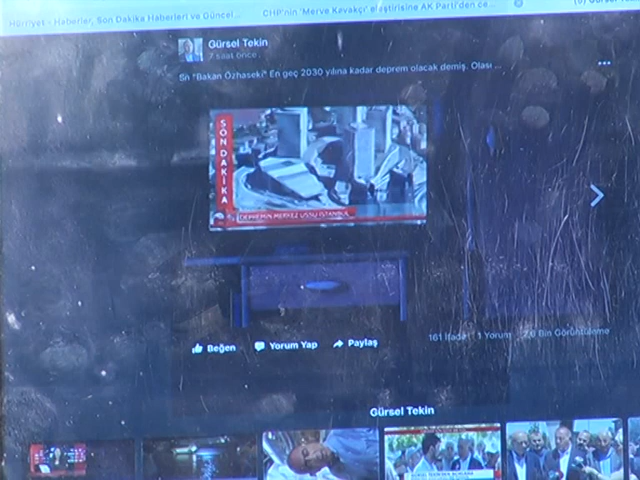 Hürriyet - Haberler, Son Dakika Haberleri ve Güncel ...
CHP'nin 'Merve Kavakçı' eleştirisine AK Parti'den ce...
Gürsel Tekin
7 saat önce
Sn "Bakan Özhaseki" En geç 2030 yılına kadar deprem olacak demiş. Olası ...
SON DAKİKA
DEPREMİN MERKEZ ÜSSÜ İSTANBUL
161 İfade 1 Yorum 7,6 Bin Görüntülenme
Beğen Yorum Yap Paylaş
Gürsel Tekin